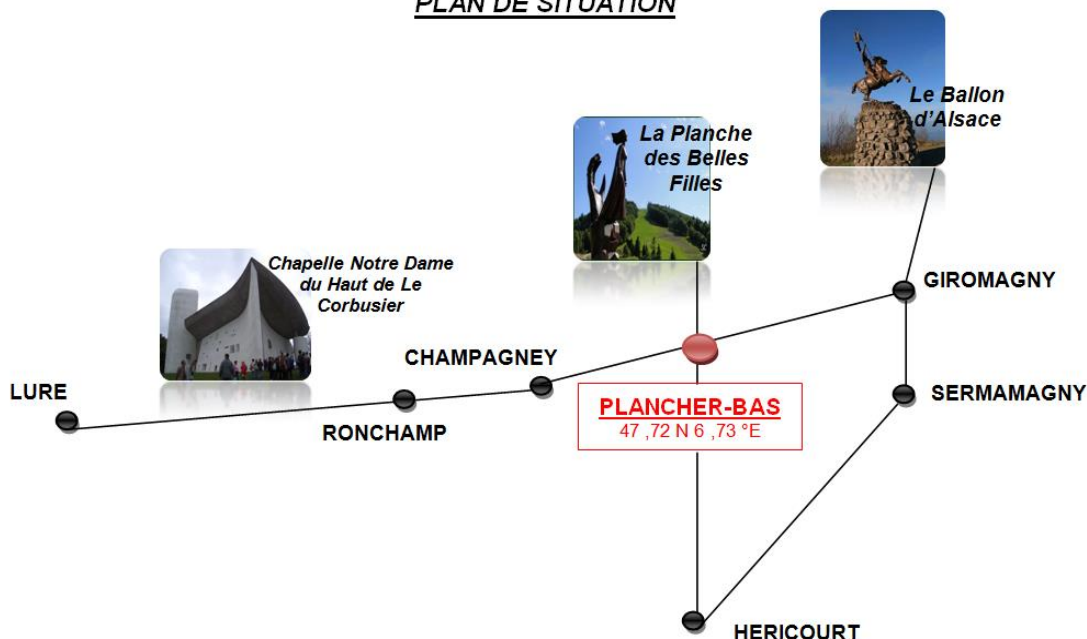 PLAN DE SITUATION
Le Ballon
d'Alsace
La Planche
des Belles
Filles
Chapelle Notre Dame
du Haut de Le
Corbusier
GIROMAGNY
CHAMPAGNEY
LURE
SERMAMAGNY
RONCHAMP
PLANCHER-BAS
47 ,72 N 6 ,73 °E
HERICOURT